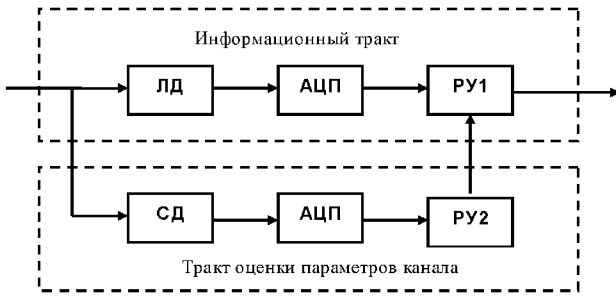 Информационный тракт
ЛД АЦП РУ1
СД АЦП РУ2
Тракт оценки параметров канала